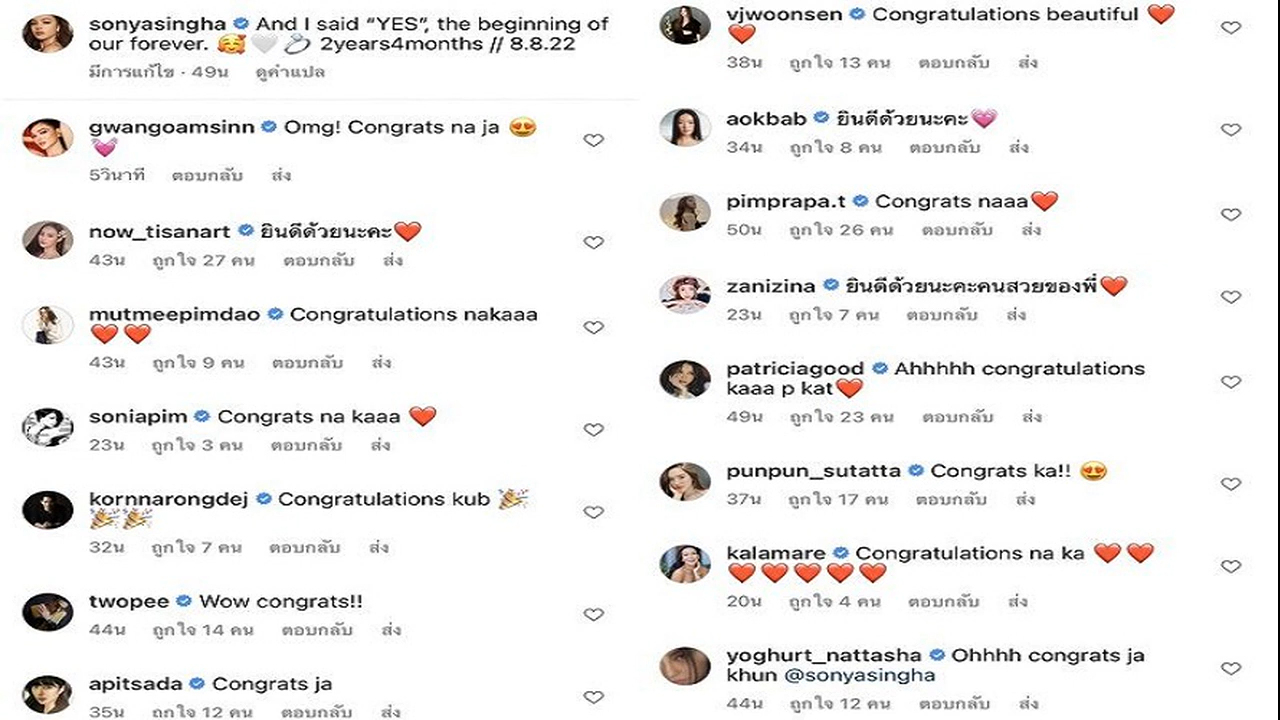 sonyasingha And I said “YES”, the beginning of
our forever. 🥰🤍💍 2years4months // 8.8.22
มีการแก้ไข · 49น ดูคำแปล
gwangoamsinn Omg! Congrats na ja 😍
💓
5วินาที ตอบกลับ ส่ง
now_tisanart ยินดีด้วยนะคะ❤️
43น ถูกใจ 27 คน ตอบกลับ ส่ง
mutmeepimdao Congratulations nakaaa
❤️❤️
43น ถูกใจ 9 คน ตอบกลับ ส่ง
soniapim Congrats na kaaa ❤️
23น ถูกใจ 3 คน ตอบกลับ ส่ง
kornnarongdej Congratulations kub 🎉
🎉🎉
32น ถูกใจ 7 คน ตอบกลับ ส่ง
twopee Wow congrats!!
44น ถูกใจ 14 คน ตอบกลับ ส่ง
apitsada Congrats ja
35น ถูกใจ 12 คน ตอบกลับ ส่ง
vjwoonsen Congratulations beautiful ❤️
❤️
38น ถูกใจ 13 คน ตอบกลับ ส่ง
aokbab ยินดีด้วยนะคะ💓
34น ถูกใจ 8 คน ตอบกลับ ส่ง
pimprapa.t Congrats naaa❤️
50น ถูกใจ 26 คน ตอบกลับ ส่ง
zanizina ยินดีด้วยนะคะคนสวยของพี่❤️
23น ถูกใจ 7 คน ตอบกลับ ส่ง
patriciagood Ahhhhh congratulations
kaaa p kat❤️
49น ถูกใจ 23 คน ตอบกลับ ส่ง
punpun_sutatta Congrats ka!! 😍
37น ถูกใจ 17 คน ตอบกลับ ส่ง
kalamare Congratulations na ka ❤️❤️
❤️❤️❤️❤️❤️
20น ถูกใจ 4 คน ตอบกลับ ส่ง
yoghurt_nattasha Ohhhh congrats ja
khun @sonyasingha
44น ถูกใจ 12 คน ตอบกลับ ส่ง